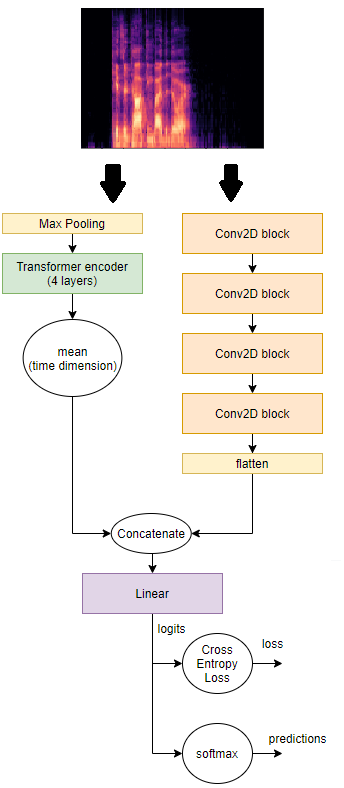 Max Pooling
Transformer encoder
(4 layers)
mean
(time dimension)
Conv2D block
Conv2D block
Conv2D block
Conv2D block
flatten
Concatenate
Linear
logits
Cross
Entropy
Loss
loss
softmax
predictions